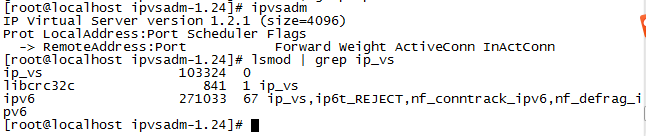 [root@localhost ipvsadm-1.24]# ipvsadm
IP Virtual Server version 1.2.1 (size=4096)
Prot LocalAddress:Port Scheduler Flags
  -> RemoteAddress:Port           Forward Weight ActiveConn InActConn
[root@localhost ipvsadm-1.24]# lsmod | grep ip_vs
ip_vs                 103324  0
libcrc32c                841  1 ip_vs
ipv6                  271033  67 ip_vs,ip6t_REJECT,nf_conntrack_ipv6,nf_defrag_i
pv6
[root@localhost ipvsadm-1.24]#